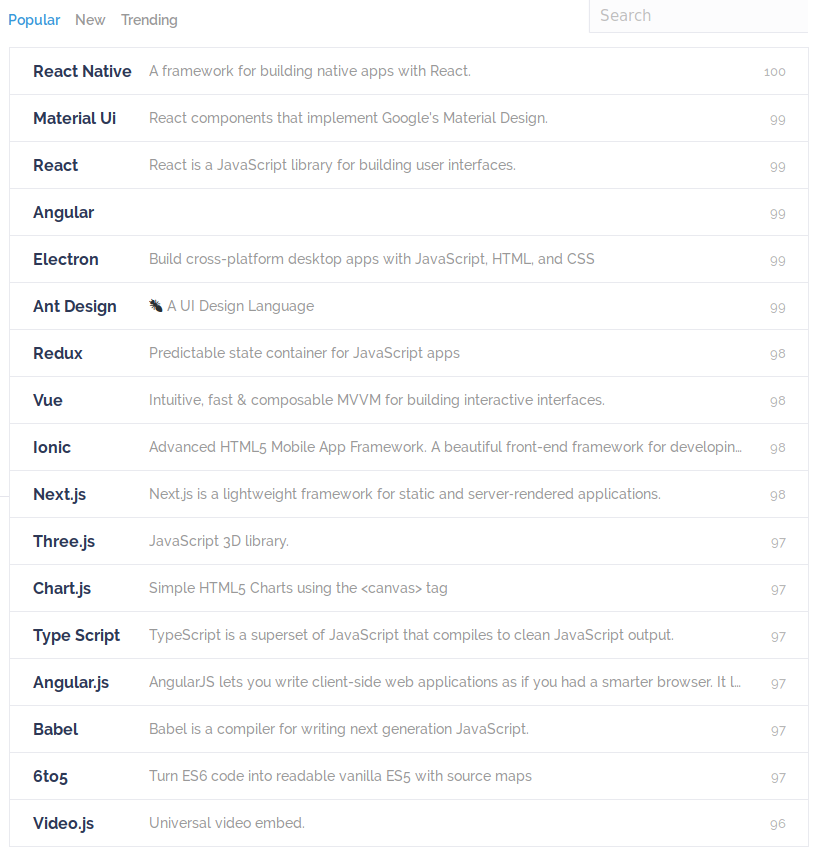 Popular New Trending Search
React Native A framework for building native apps with React. 100
Material Ui React components that implement Google's Material Design. 99
React React is a JavaScript library for building user interfaces. 99
Angular 99
Electron Build cross-platform desktop apps with JavaScript, HTML, and CSS 99
Ant Design 🐜 A UI Design Language 99
Redux Predictable state container for JavaScript apps 98
Vue Intuitive, fast & composable MVVM for building interactive interfaces. 98
Ionic Advanced HTML5 Mobile App Framework. A beautiful front-end framework for developin… 98
Next.js Next.js is a lightweight framework for static and server-rendered applications. 98
Three.js JavaScript 3D library. 97
Chart.js Simple HTML5 Charts using the <canvas> tag 97
Type Script TypeScript is a superset of JavaScript that compiles to clean JavaScript output. 97
Angular.js AngularJS lets you write client-side web applications as if you had a smarter browser. It l… 97
Babel Babel is a compiler for writing next generation JavaScript. 97
6to5 Turn ES6 code into readable vanilla ES5 with source maps 97
Video.js Universal video embed. 96